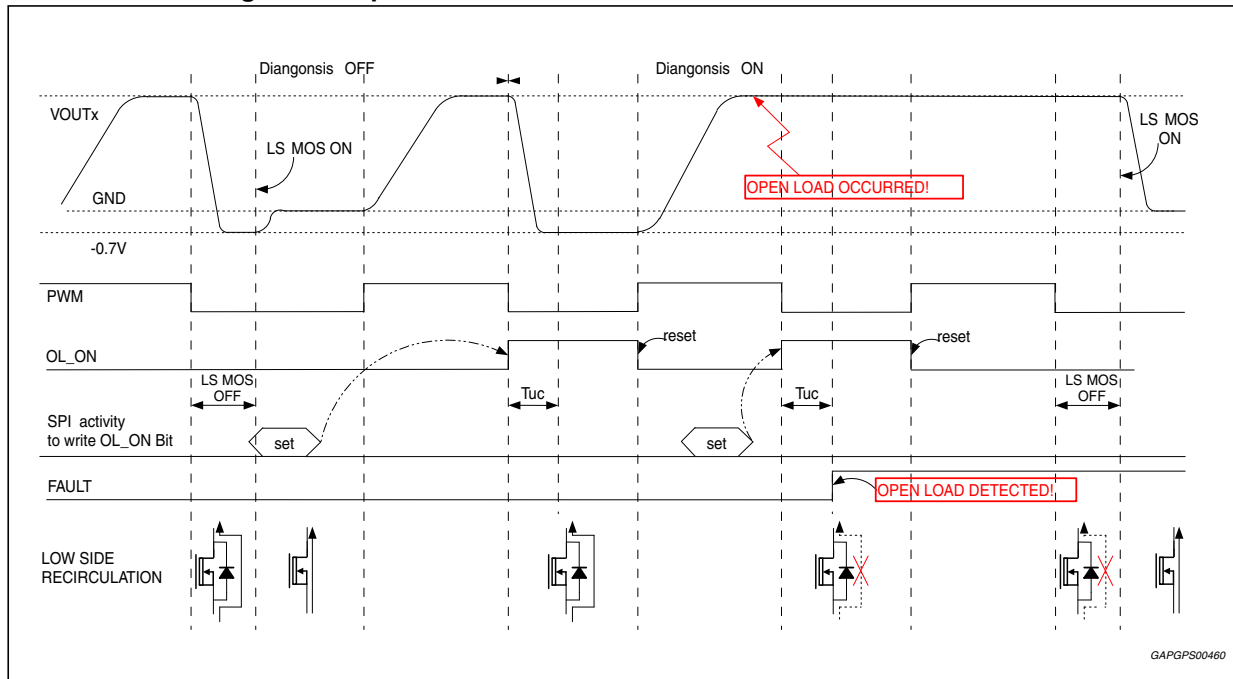 Diangonsis OFF
Diangonsis ON
VOUTx
LS MOS ON
LS MOS
ON
OPEN LOAD OCCURRED!
GND
-0.7V
PWM
reset
reset
OL_ON
LS MOS
OFF
Tuc
Tuc
LS MOS
OFF
SPI activity
to write OL_ON Bit
set
set
FAULT
OPEN LOAD DETECTED!
LOW SIDE
RECIRCULATION
GAPGPS00460